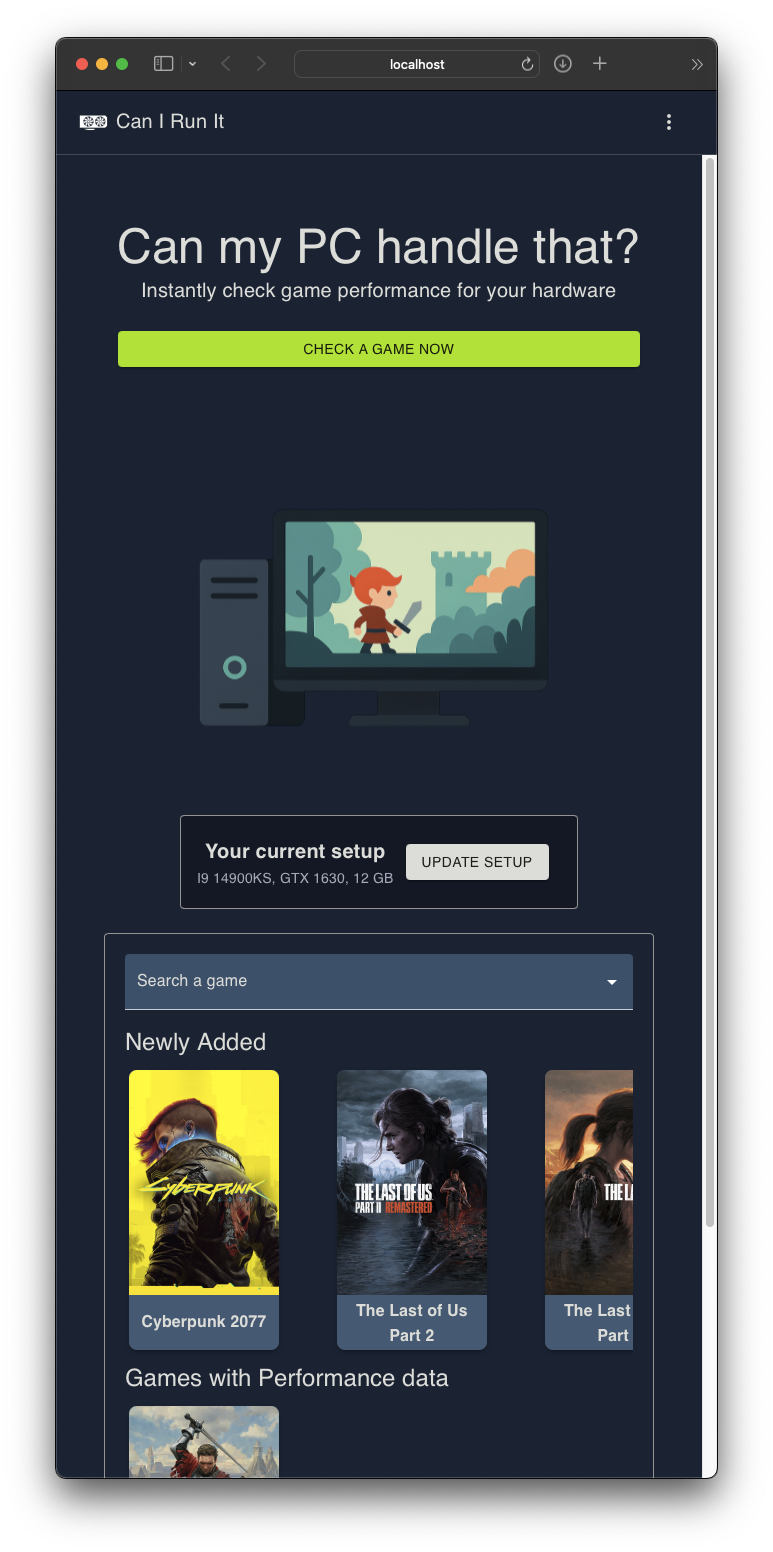 localhost
Can I Run It
Can my PC handle that?
Instantly check game performance for your hardware
CHECK A GAME NOW
Your current setup
I9 14900KS, GTX 1630, 12 GB
UPDATE SETUP
Search a game
Newly Added
CYBERPUNK
THE LAST OF US
PART II REMASTERED
THE L
Cyberpunk 2077
The Last of Us
Part 2
The Last
Part
Games with Performance data